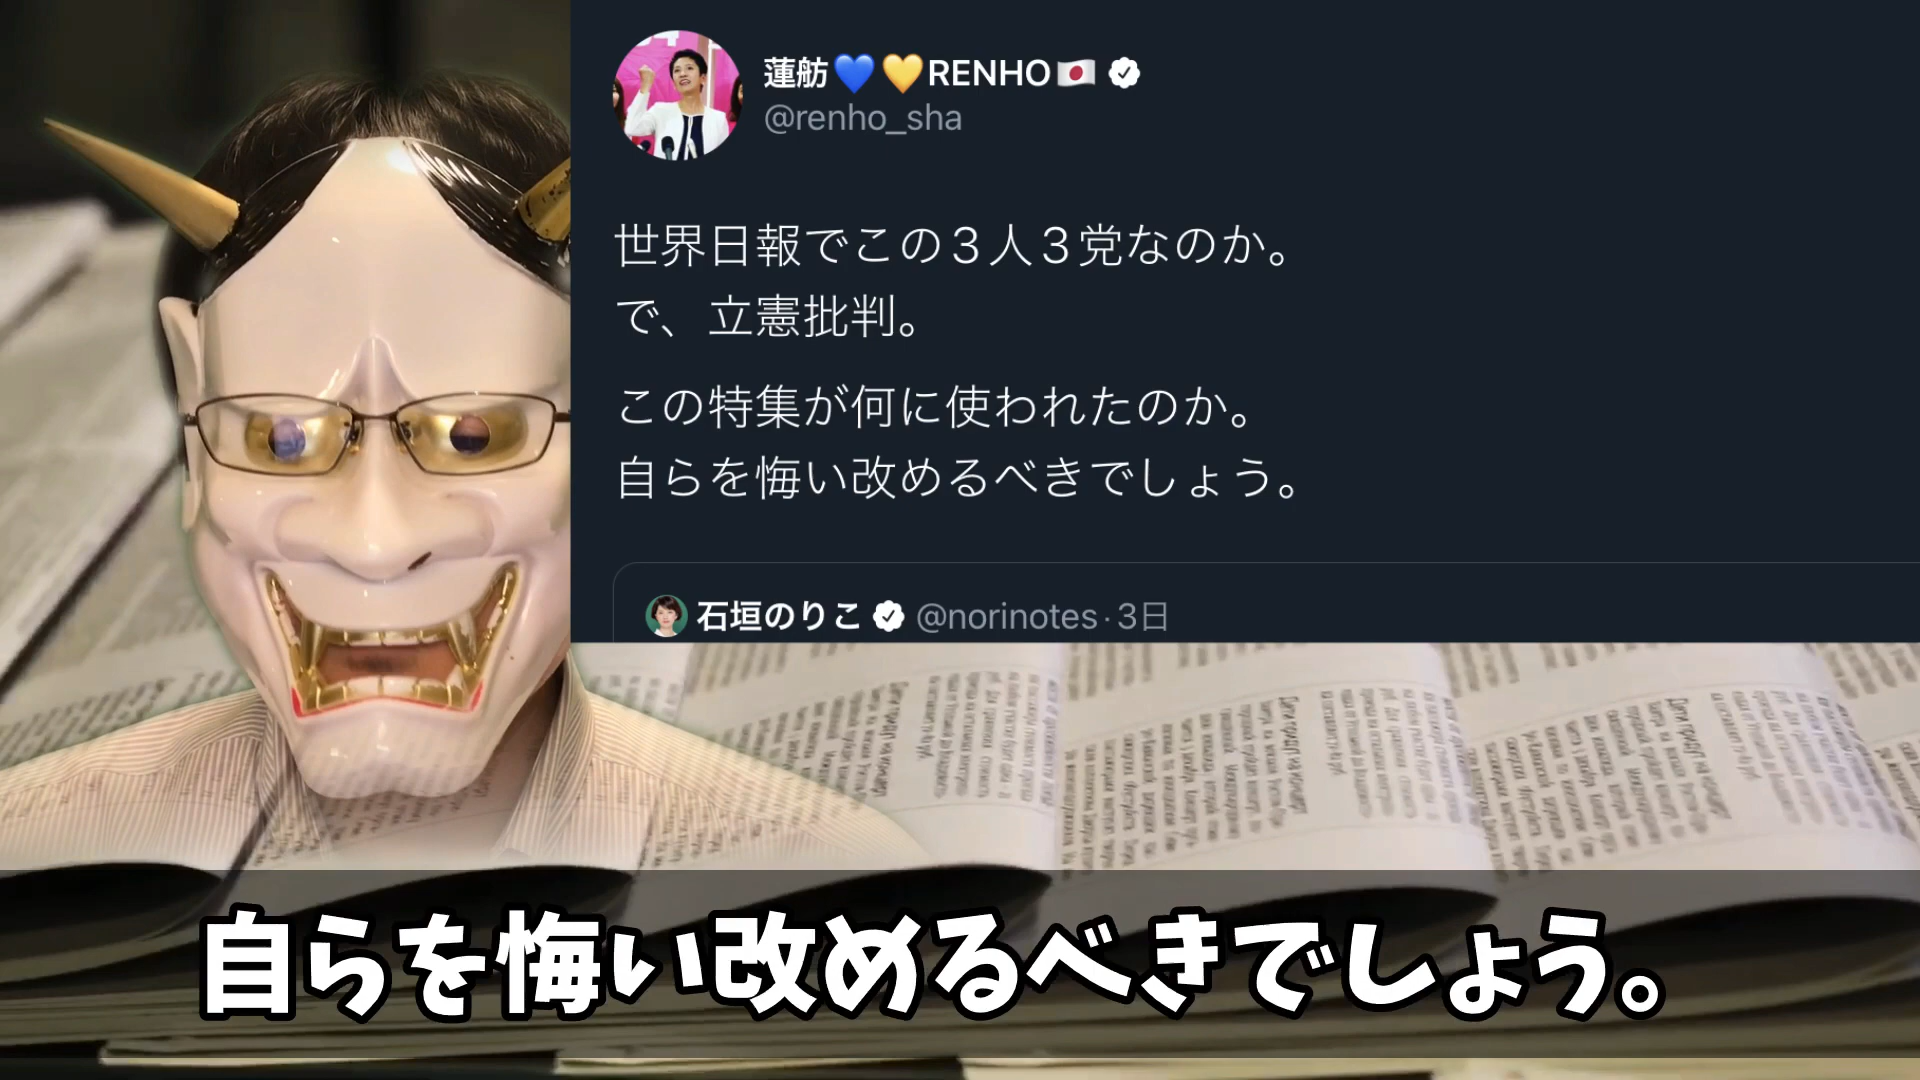 蓮舫💙💛RENHO🇯🇵
@renho_sha
世界日報でこの３人３党なのか。
で、立憲批判。
この特集が何に使われたのか。
自らを悔い改めるべきでしょう。
石垣のりこ @norinotes·3日
自らを悔い改めるべきでしょう。